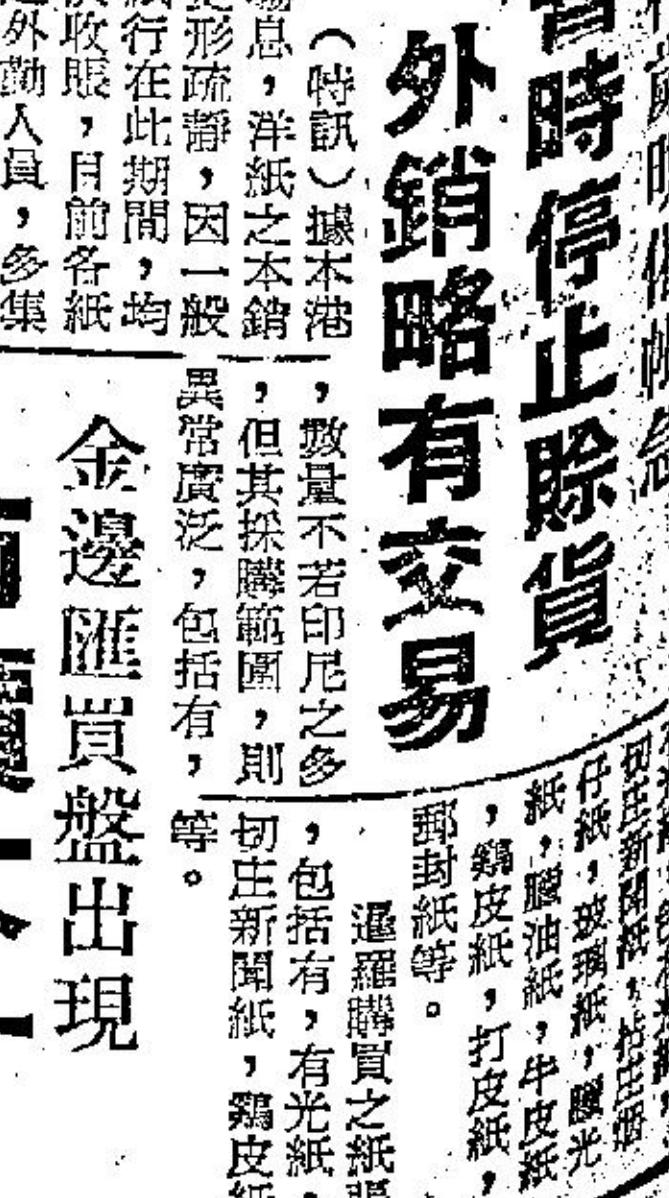 時停止賒貨
外銷略有交易
（特訊）據本港
息，洋紙之本銷
形疏靜，因一般
行在此期間，均
收賬，目前各紙
外勤人員，多集
，數量不若印尼之多
，但其採購範圍，則
異常廣泛，包括有，
切庄新聞紙，
仔紙，玻璃紙，臘光
紙，臘油紙，牛皮紙
，鷄皮紙，打皮紙，
郵封紙等。
暹羅購買之紙
，包括有，有光紙，
切庄新聞紙，鷄皮紙
等。
金邊匯買盤出現